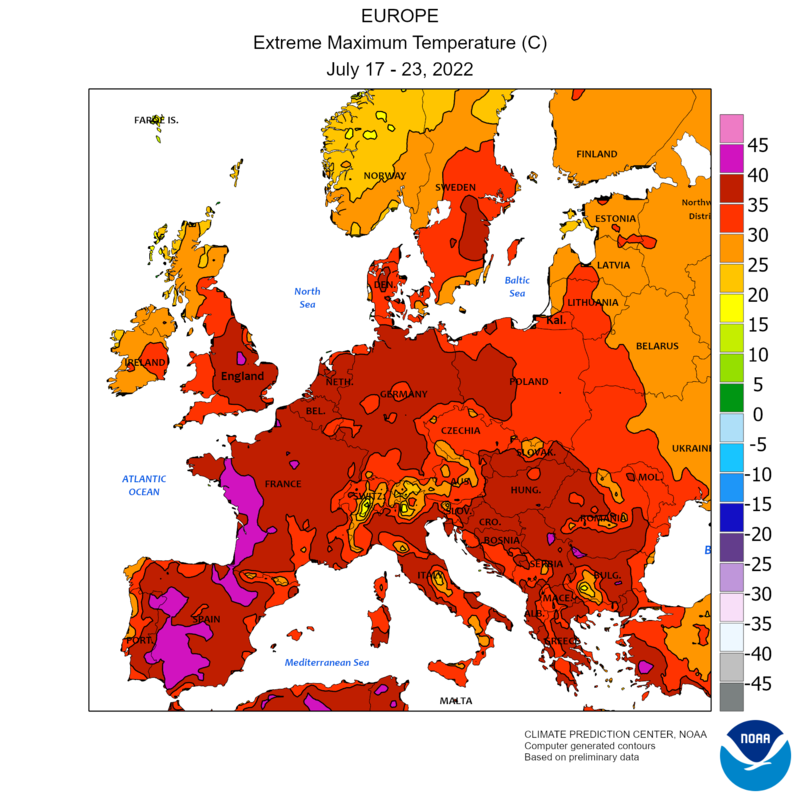 EUROPE
Extreme Maximum Temperature (C)
July 17 - 23, 2022
FAROE IS.
FINLAND
NORWAY
SWEDEN
Northw
Distri
ESTONIA
LATVIA
North
Sea
DEN.
Baltic
Sea
LITHUANIA
Kal.
BELARUS
IRELAND
England
NETH.
GERMANY
POLAND
BEL.
CZECHIA
UKRAINI
SLOVAK.
ATLANTIC
OCEAN
FRANCE
SWITZ.
AUS.
HUNG.
MOL.
SLOV.
CRO.
ROMANIA
BOSNIA
B
SERBIA
ITALY
BULG.
MACE.
ALB.
SPAIN
PORT.
GREECE
A
Mediterranean Sea
MALTA
45
40
35
30
25
20
15
10
5
0
-5
-10
-15
-20
-25
-30
-35
-40
-45
CLIMATE PREDICTION CENTER, NOAA
Computer generated contours
Based on preliminary data
NOAA